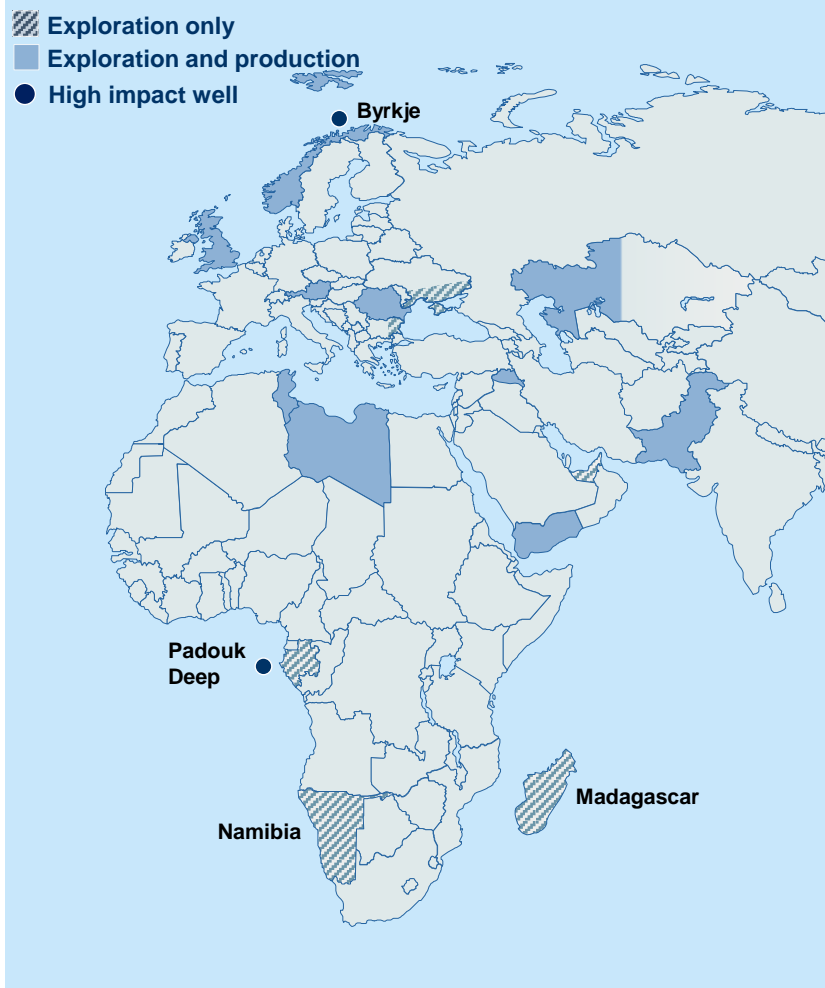 Exploration only
Exploration and production
High impact well
Byrkje
Padouk
Deep
Madagascar
Namibia